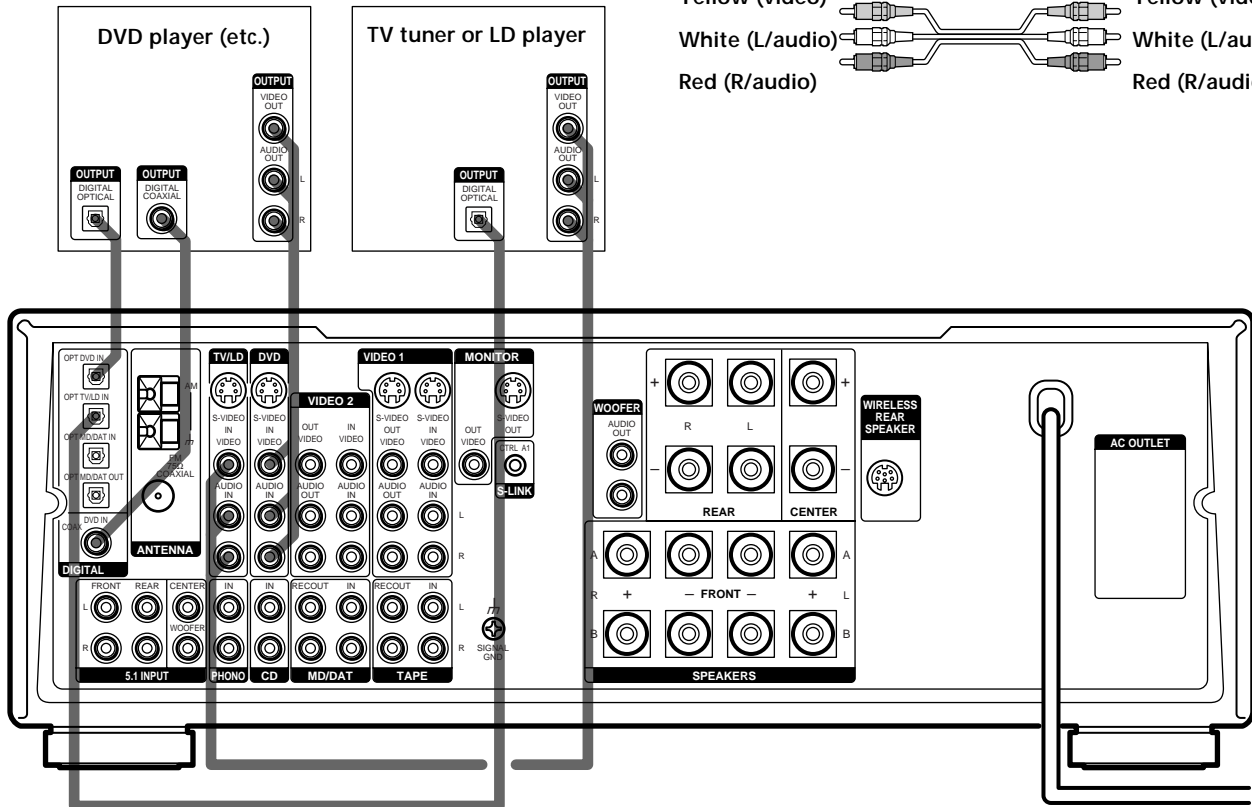 Yellow (video)
White (L/audio)
White (L/au
Red (R/audio)
DVD player (etc.)
OUTPUT
VIDEO
OUT
AUDIO
OUT
L
R
OUTPUT
DIGITAL
OPTICAL
OUTPUT
DIGITAL
COAXIAL
TV tuner or LD player
OUTPUT
VIDEO
OUT
AUDIO
OUT
L
R
OUTPUT
DIGITAL
OPTICAL
OPT DVD IN
OPT TV/LD IN
OPT MD/DAT IN
OPT MD/DAT OUT
DVD IN
COAX
DIGITAL
AM
FM
75Ω
COAXIAL
ANTENNA
TV/LD
S-VIDEO
IN
VIDEO
AUDIO
IN
DVD
S-VIDEO
IN
VIDEO
AUDIO
IN
VIDEO 2
OUT
VIDEO
AUDIO
OUT
IN
VIDEO
AUDIO
IN
VIDEO 1
S-VIDEO
OUT
VIDEO
AUDIO
OUT
S-VIDEO
IN
VIDEO
AUDIO
IN
L
R
MONITOR
S-VIDEO
OUT
OUT
VIDEO
CTRL A1
S-LINK
FRONT
REAR
CENTER
WOOFER
L
R
5.1 INPUT
IN
PHONO
IN
CD
RECOUT
IN
MD/DAT
RECOUT
IN
TAPE
L
R
SIGNAL
GND
WOOFER
AUDIO
OUT
+
R
L
−
REAR
+
−
CENTER
A
A
R
+
− FRONT −
+
L
B
B
SPEAKERS
WIRELESS
REAR
SPEAKER
AC OUTLET